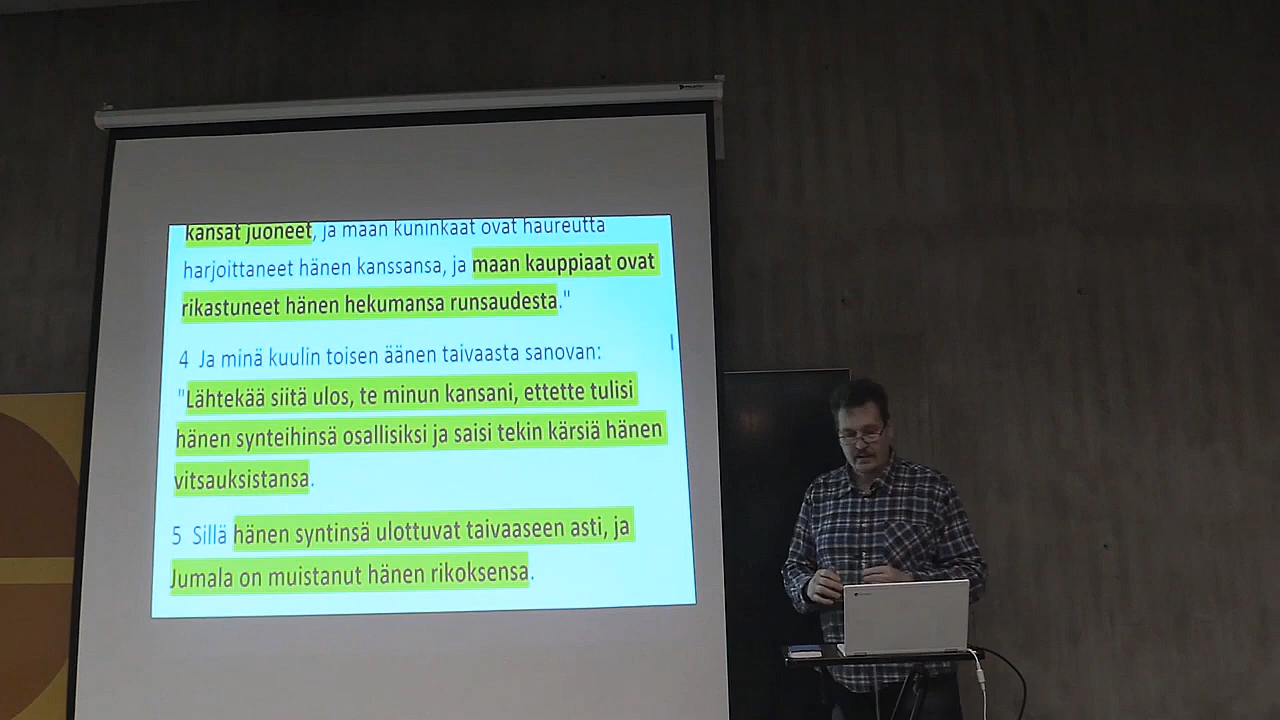 kansat juoneet, ja maan kuninkaat ovat haureutta
harjoittaneet hänen kanssansa, ja maan kauppiaat ovat
rikastuneet hänen hekumansa runsaudesta."
4 Ja minä kuulin toisen äänen taivaasta sanovan:
"Lähtekää siitä ulos, te minun kansani, ettette tulisi
hänen synteihinsä osallisiksi ja saisi tekin kärsiä hänen
vitsauksistansa.
5 Sillä hänen syntinsä ulottuvat taivaaseen asti, ja
Jumala on muistanut hänen rikoksensa.